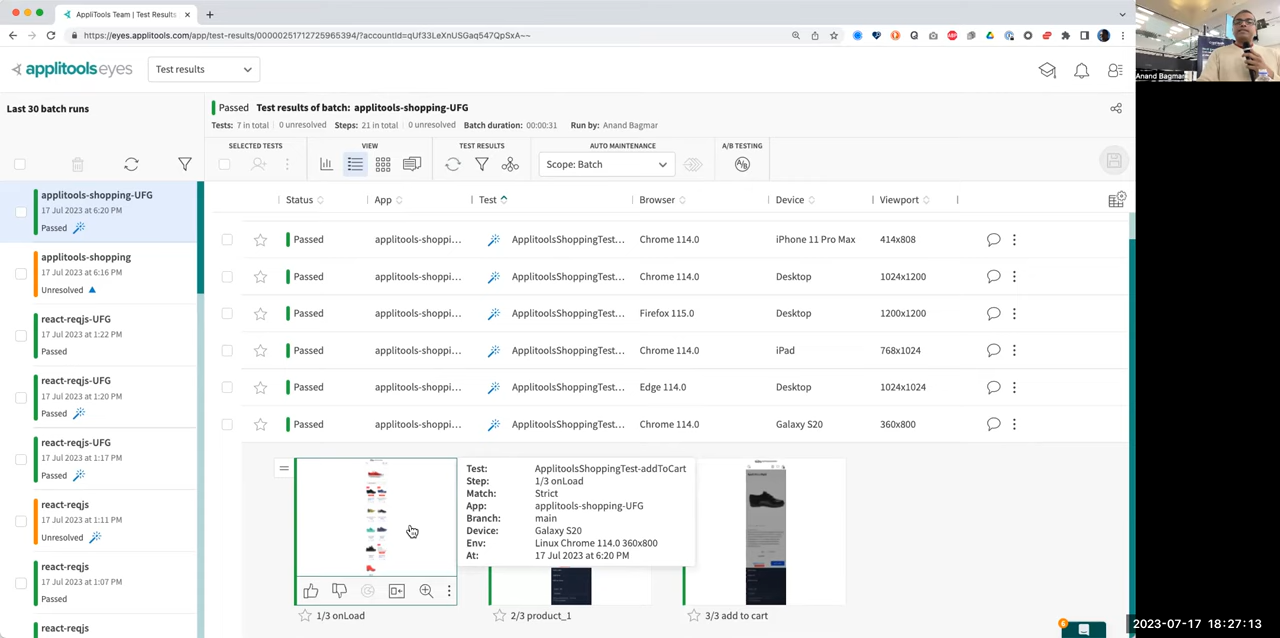 AppliTools Team | Test Results
https://eyes.applitools.com/app/test-results/00000251712725965394/?accountId=qUf33LeXnUSGaq547QpSxA~~
applitools eyes
Test results
Anand Bagmar
Last 30 batch runs
Passed Test results of batch: applitools-shopping-UFG
Tests: 7 in total | 0 unresolved Steps: 21 in total | 0 unresolved Batch duration: 00:00:31 Run by: Anand Bagmar
SELECTED TESTS VIEW TEST RESULTS AUTO MAINTENANCE A/B TESTING
Scope: Batch
applitools-shopping-UFG
17 Jul 2023 at 6:20 PM
Passed
applitools-shopping
17 Jul 2023 at 6:16 PM
Unresolved
react-reqjs-UFG
17 Jul 2023 at 1:22 PM
Passed
react-reqjs-UFG
17 Jul 2023 at 1:20 PM
Passed
react-reqjs-UFG
17 Jul 2023 at 1:17 PM
Passed
react-reqjs
17 Jul 2023 at 1:11 PM
Unresolved
react-reqjs
17 Jul 2023 at 1:07 PM
Passed
react-reqjs
Status App Test Browser Device Viewport
Passed applitools-shoppi... ApplitoolsShoppingTest... Chrome 114.0 iPhone 11 Pro Max 414x808
Passed applitools-shoppi... ApplitoolsShoppingTest... Chrome 114.0 Desktop 1024x1200
Passed applitools-shoppi... ApplitoolsShoppingTest... Firefox 115.0 Desktop 1200x1200
Passed applitools-shoppi... ApplitoolsShoppingTest... Chrome 114.0 iPad 768x1024
Passed applitools-shoppi... ApplitoolsShoppingTest... Edge 114.0 Desktop 1024x1024
Passed applitools-shoppi... ApplitoolsShoppingTest... Chrome 114.0 Galaxy S20 360x800
Test: ApplitoolsShoppingTest-addToCart
Step: 1/3 onLoad
Match: Strict
App: applitools-shopping-UFG
Branch: main
Device: Galaxy S20
Env: Linux Chrome 114.0 360x800
At: 17 Jul 2023 at 6:20 PM
1/3 onLoad 2/3 product_1 3/3 add to cart
6
2023-07-17 18:27:13